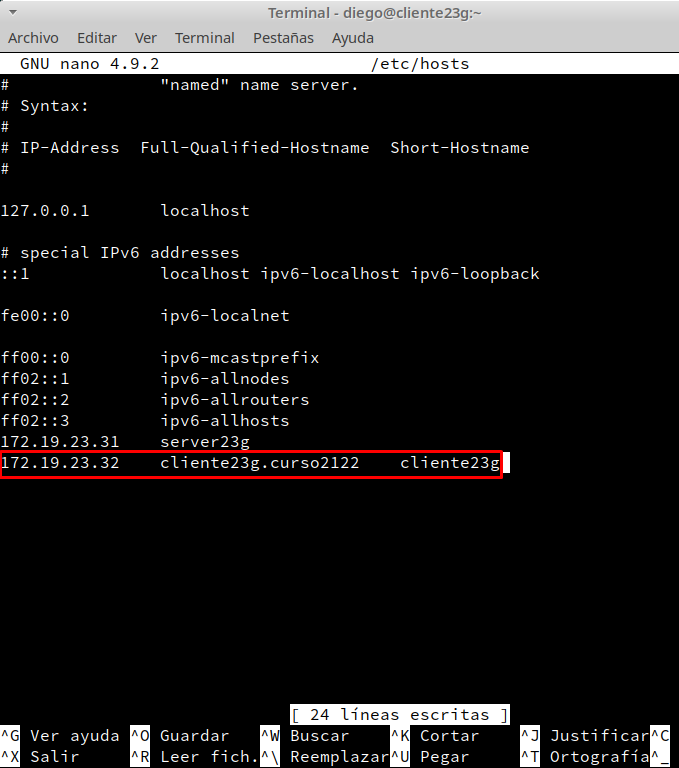 Terminal - diego@cliente23g:~
Archivo Editar Ver Terminal Pestañas Ayuda
GNU nano 4.9.2 /etc/hosts
# "named" name server.
# Syntax:
#
# IP-Address Full-Qualified-Hostname Short-Hostname
#
127.0.0.1 localhost
# special IPv6 addresses
::1 localhost ipv6-localhost ipv6-loopback
fe00::0 ipv6-localnet
ff00::0 ipv6-mcastprefix
ff02::1 ipv6-allnodes
ff02::2 ipv6-allrouters
ff02::3 ipv6-allhosts
172.19.23.31 server23g
172.19.23.32 cliente23g.curso2122 cliente23g
[ 24 líneas escritas ]
^G Ver ayuda ^O Guardar ^W Buscar ^K Cortar ^J Justificar ^C
^X Salir ^R Leer fich. ^\ Reemplazar ^U Pegar ^T Ortografía ^_